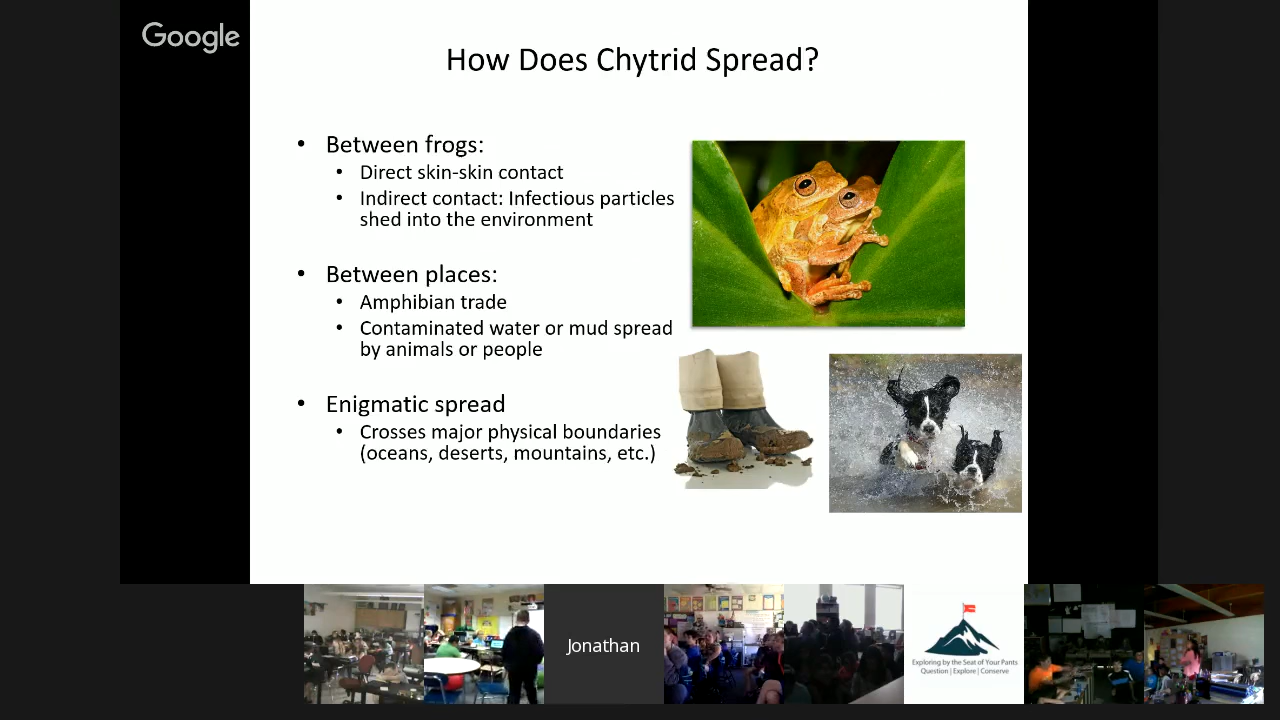 Google
How Does Chytrid Spread?
• Between frogs:
• Direct skin-skin contact
• Indirect contact: Infectious particles
shed into the environment
• Between places:
• Amphibian trade
• Contaminated water or mud spread
by animals or people
• Enigmatic spread
• Crosses major physical boundaries
(oceans, deserts, mountains, etc.)
Jonathan
Exploring by the Seat of Your Pants
Question | Explore | Conserve